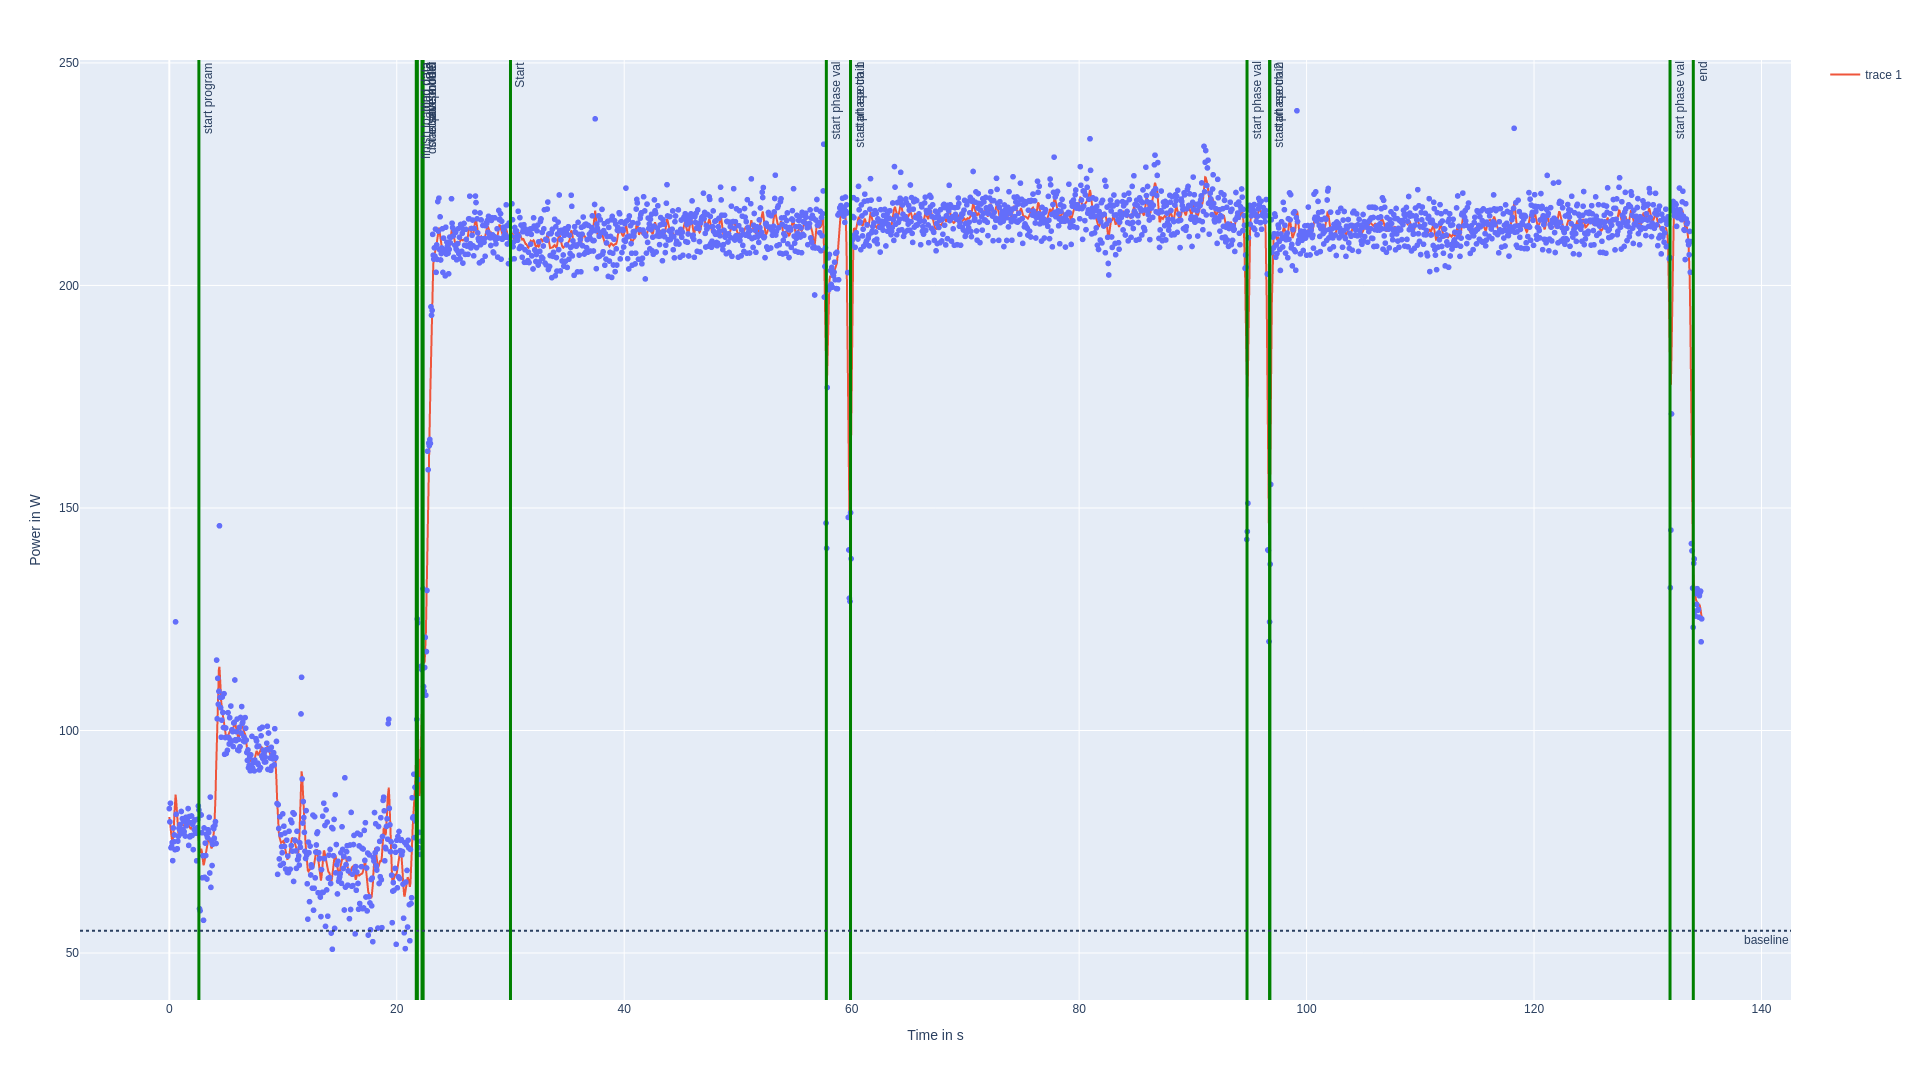 250
200
150
100
50
Power in W
0
20
40
60
80
100
120
140
Time in s
start program
Start
start phase val
start phase val
start phase val
end
baseline
trace 1